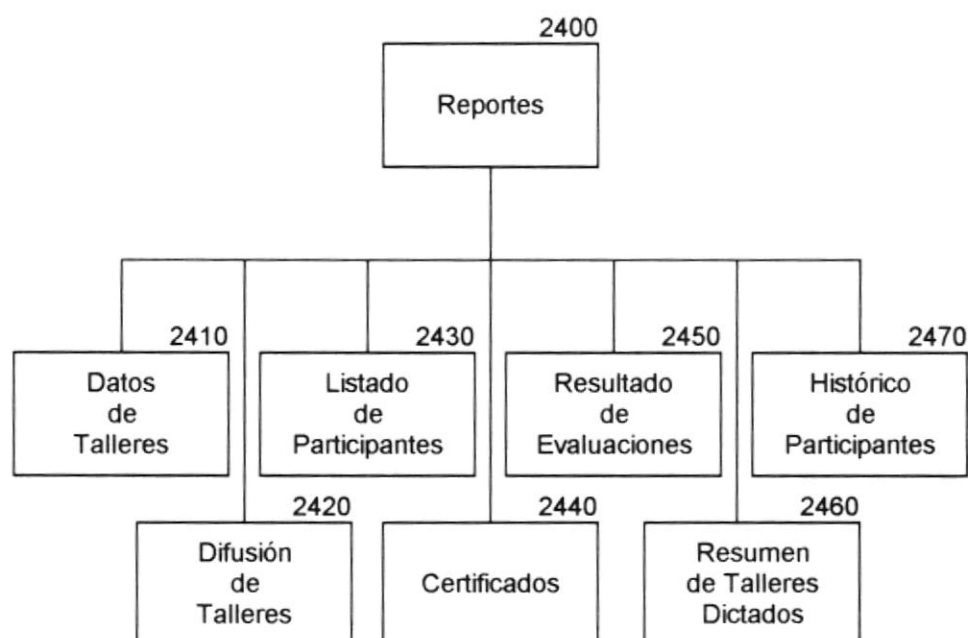 2400
Reportes
2410
Datos
de
Talleres
2430
Listado
de
Participantes
2450
Resultado
de
Evaluaciones
2470
Histórico
de
Participantes
2420
Difusión
de
Talleres
2440
Certificados
2460
Resumen
de Talleres
Dictados